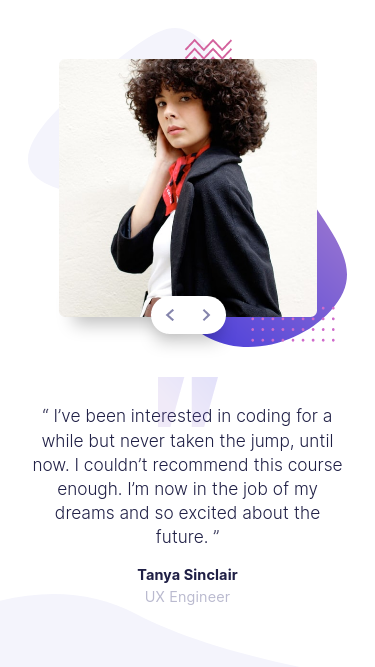 “ I’ve been interested in coding for a
while but never taken the jump, until
now. I couldn’t recommend this course
enough. I’m now in the job of my
dreams and so excited about the
future. ”
Tanya Sinclair
UX Engineer